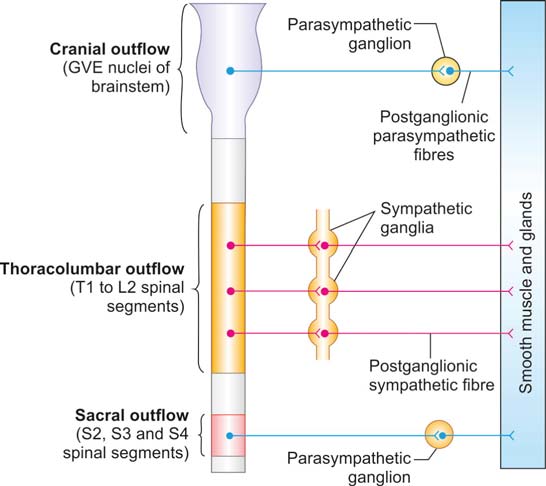 Cranial outflow
(GVE nuclei of
brainstem)
Parasympathetic
ganglion
Postganglionic
parasympathetic
fibres
Thoracolumbar outflow
(T1 to L2 spinal
segments)
Sympathetic
ganglia
Postganglionic
sympathetic fibre
Sacral outflow
(S2, S3 and S4
spinal segments)
Parasympathetic
ganglion
Smooth muscle and glands